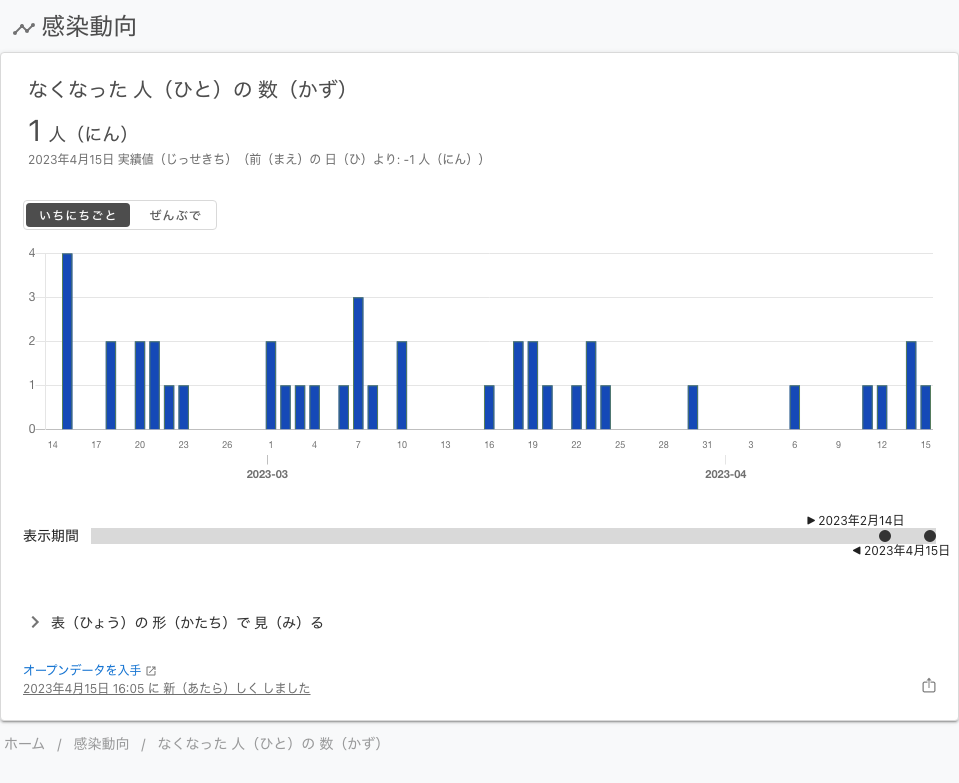 感染動向
なくなった 人（ひと）の 数（かず）
1 人（にん）
2023年4月15日 実績値（じっせきち）（前（まえ）の 日（ひ）より: -1 人（にん））
いちにちごと ぜんぶで
4
3
2
1
0
14 17 20 23 26 1 4 7 10 13 16 19 22 25 28 31 3 6 9 12 15
2023-03 2023-04
2023年2月14日
表示期間
2023年4月15日
表（ひょう）の 形（かたち）で 見（み）る
オープンデータを入手
2023年4月15日 16:05 に 新（あたら）しく しました
ホーム / 感染動向 / なくなった 人（ひと）の 数（かず）